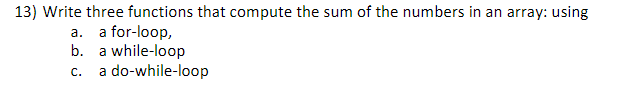 13) Write three functions that compute the sum of the numbers in an array: using
a. a for-loop,
b. a while-loop
c. a do-while-loop